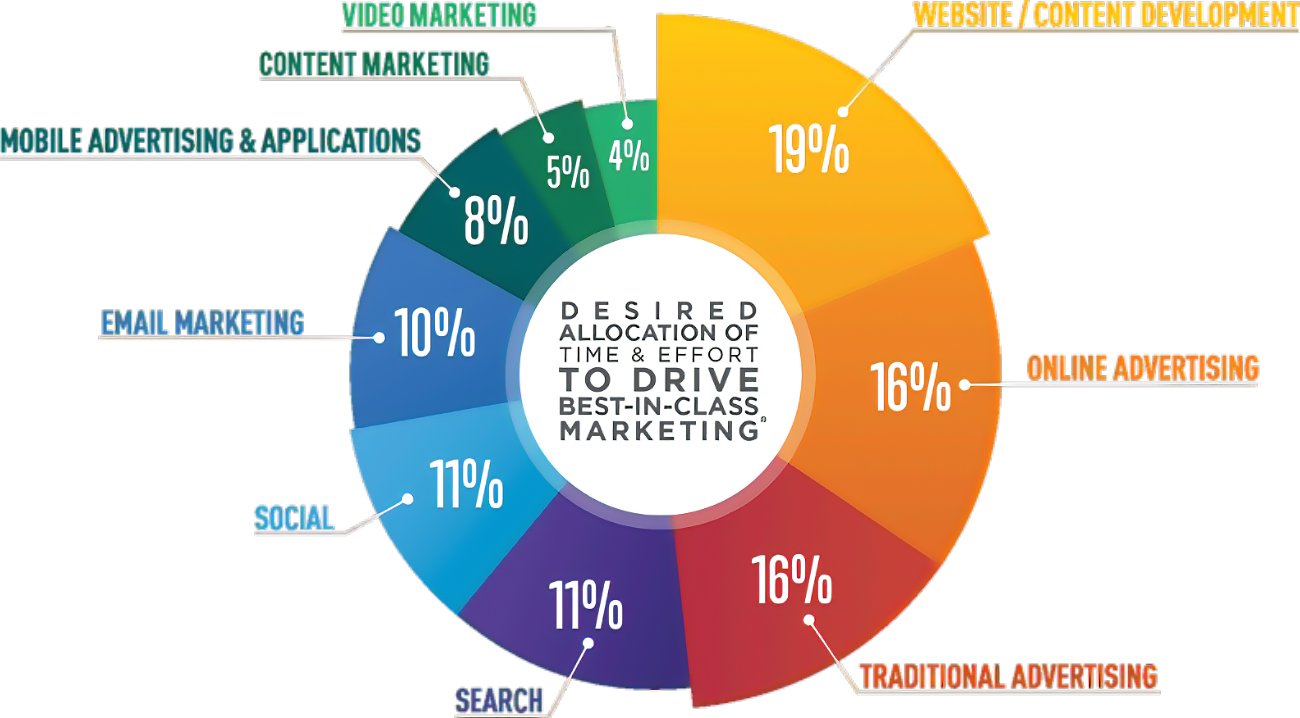 VIDEO MARKETING
WEBSITE / CONTENT DEVELOPMENT
CONTENT MARKETING
MOBILE ADVERTISING & APPLICATIONS
19%
4%
5%
8%
EMAIL MARKETING
10%
DESIRED
ALLOCATION OF
TIME & EFFORT
TO DRIVE
BEST-IN-CLASS
MARKETING
16%
ONLINE ADVERTISING
11%
SOCIAL
16%
11%
TRADITIONAL ADVERTISING
SEARCH